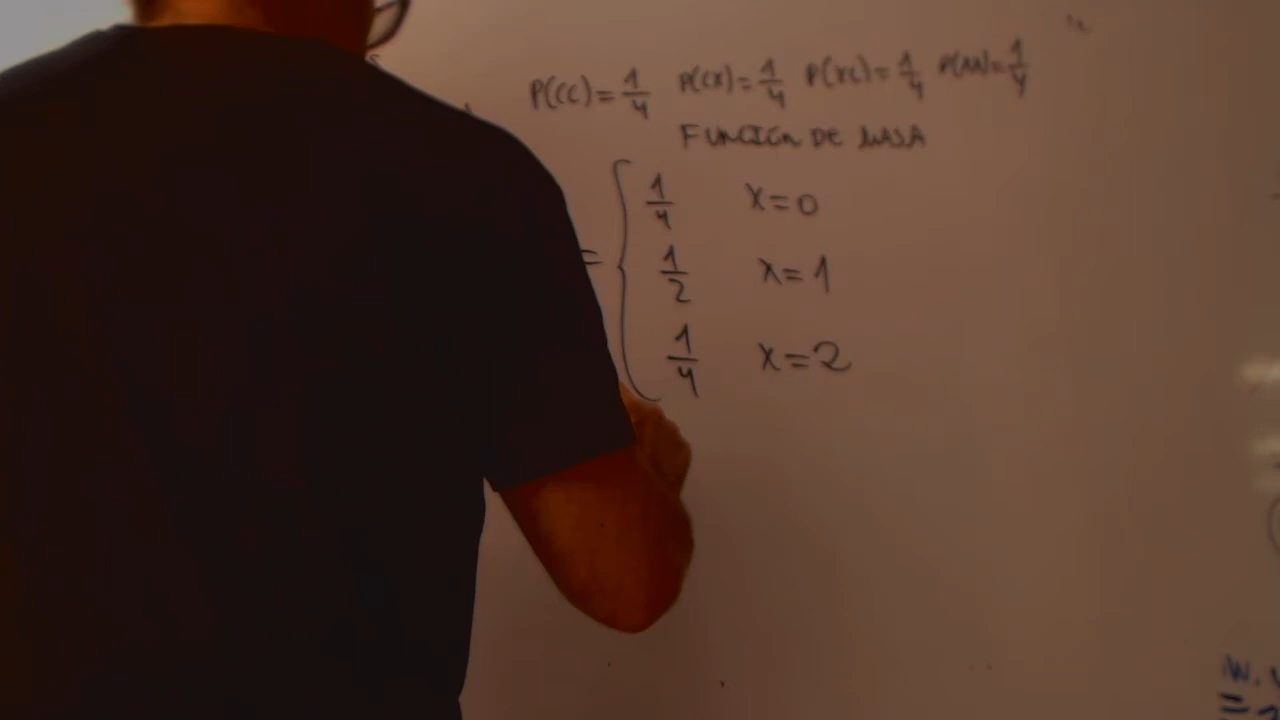 P(CC)=1/4 P(CX)=1/4 P(XC)=1/4 P(XX)=1/4
FUNCION DE MASA
= { 1/4 x=0
1/2 x=1
1/4 x=2